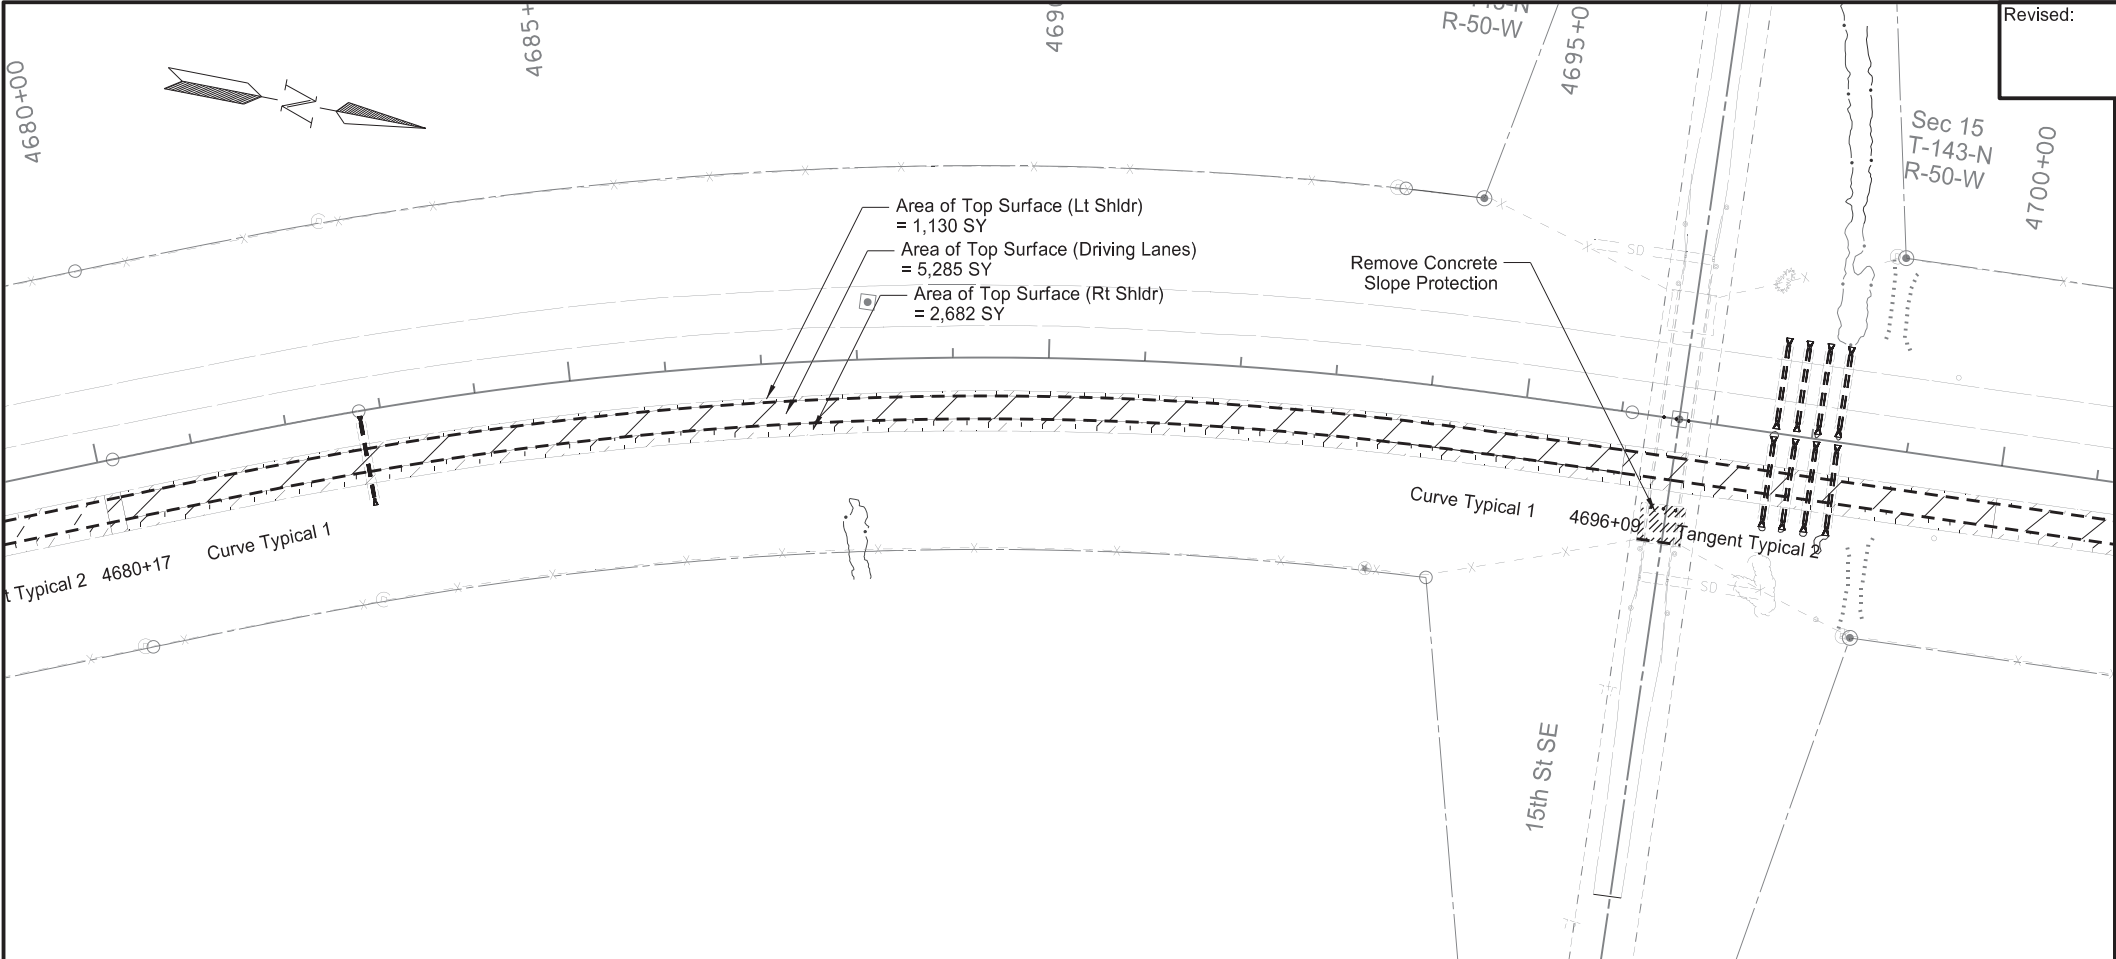 4680+00
4685+
469
R-50-W
4695+0
Revised:
N
Sec 15
T-143-N
R-50-W
4700+00
Area of Top Surface (Lt Shldr)
= 1,130 SY
Area of Top Surface (Driving Lanes)
= 5,285 SY
Area of Top Surface (Rt Shldr)
= 2,682 SY
Remove Concrete
Slope Protection
SD
t Typical 2
4680+17
Curve Typical 1
Curve Typical 1
4696+09
Tangent Typical 2
SD
15th St SE